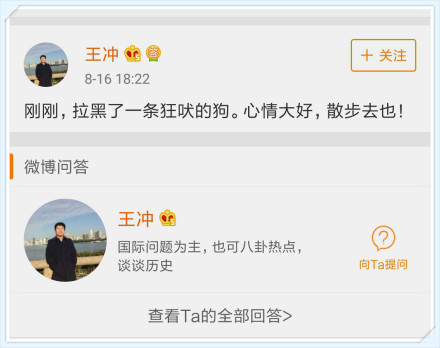 王冲
+ 关注
8-16 18:22
刚刚，拉黑了一条狂吠的狗。心情大好，散步去也！
微博问答
王冲
国际问题为主，也可八卦热点，
谈谈历史
向Ta提问
查看Ta的全部回答>